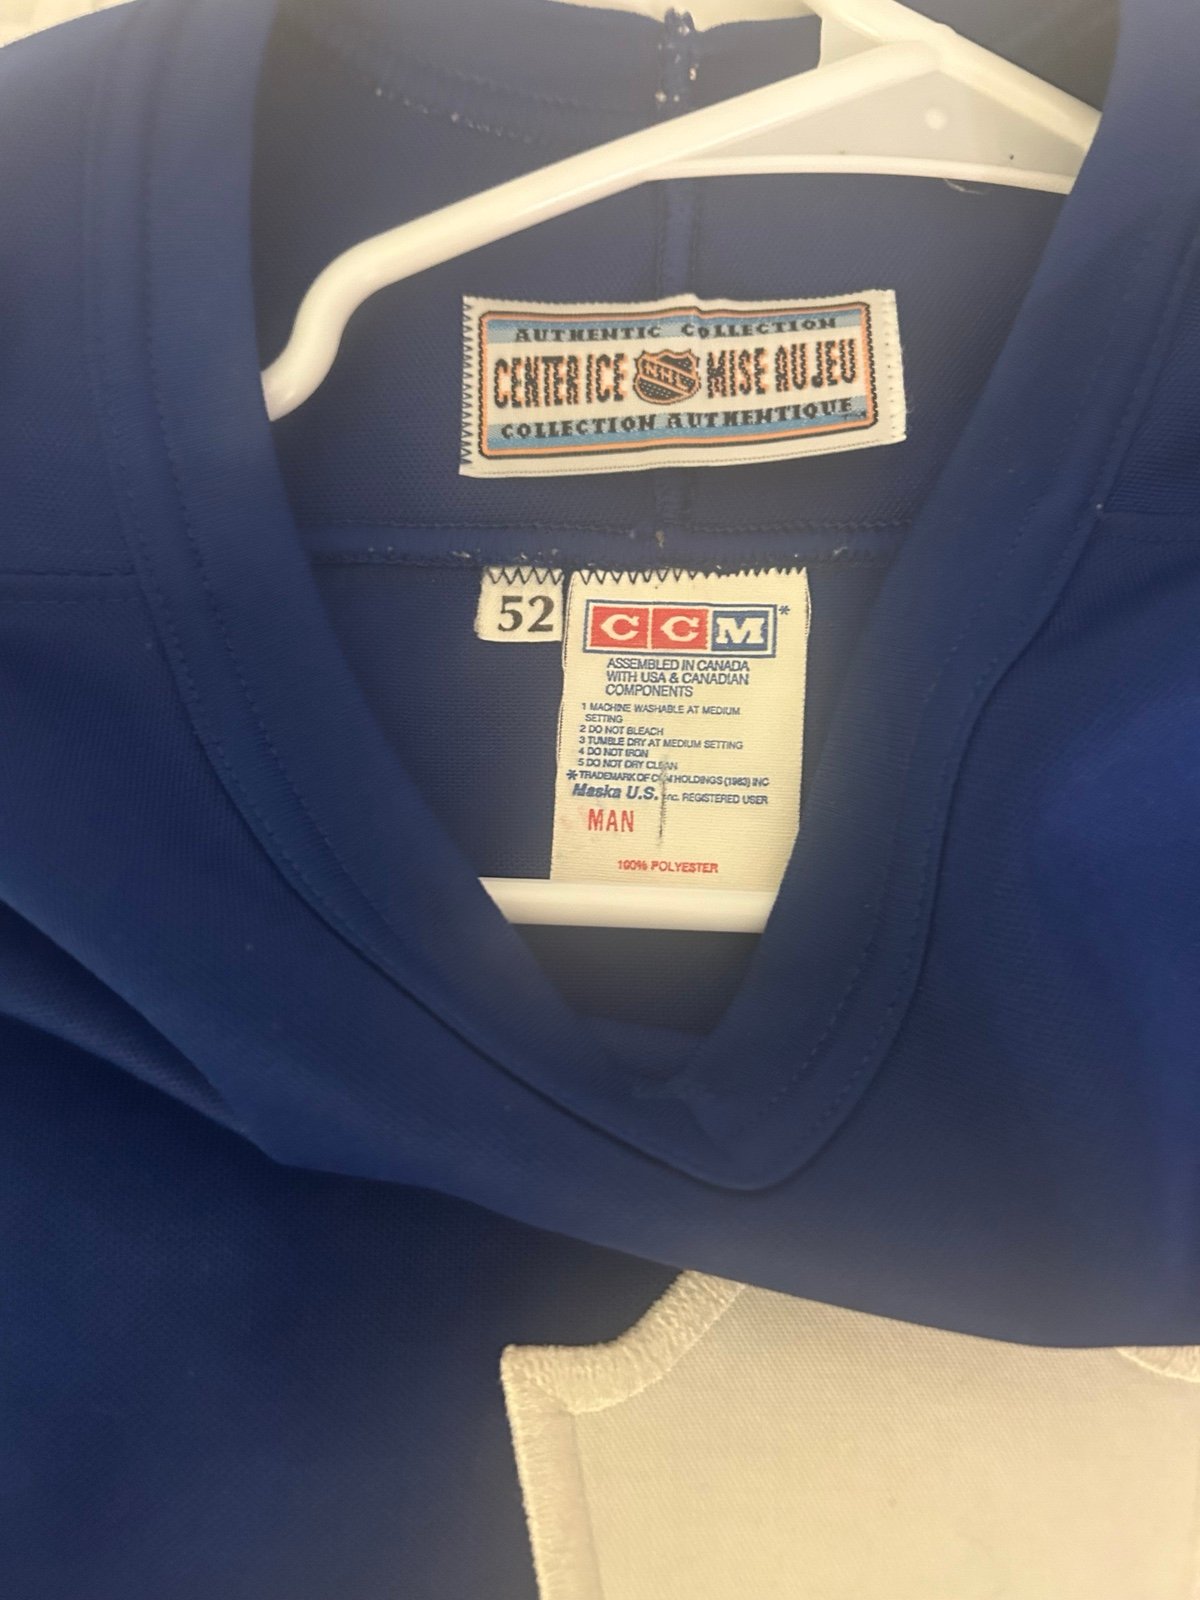 AUTHENTIC COLLECTION
CENTER ICE NHL MISE AU JEU
COLLECTION AUTHENTIQUE
52
CCM*
ASSEMBLED IN CANADA
WITH USA & CANADIAN
COMPONENTS
1 MACHINE WASHABLE AT MEDIUM
SETTING
2 DO NOT BLEACH
3 TUMBLE DRY AT MEDIUM SETTING
4 DO NOT IRON
5 DO NOT DRY CLEAN
* TRADEMARK OF CCM HOLDINGS (1983) INC
Maska U.S. Inc. REGISTERED USER
MAN
100% POLYESTER